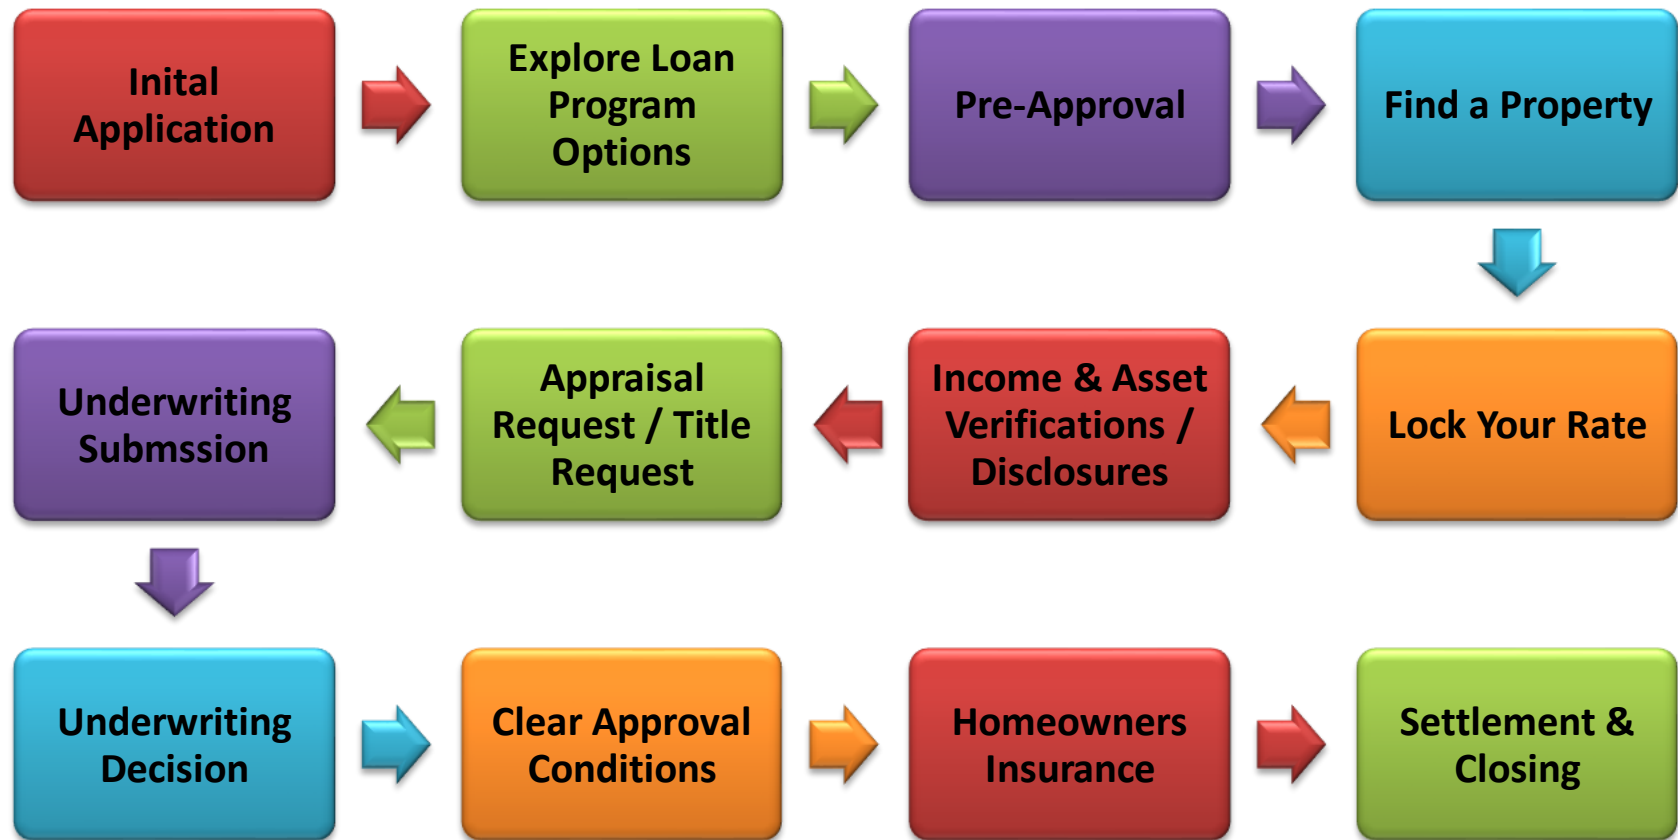 Inital
Application
Explore Loan
Program
Options
Pre-Approval
Find a Property
Lock Your Rate
Income & Asset
Verifications /
Disclosures
Appraisal
Request / Title
Request
Underwriting
Submssion
Underwriting
Decision
Clear Approval
Conditions
Homeowners
Insurance
Settlement &
Closing